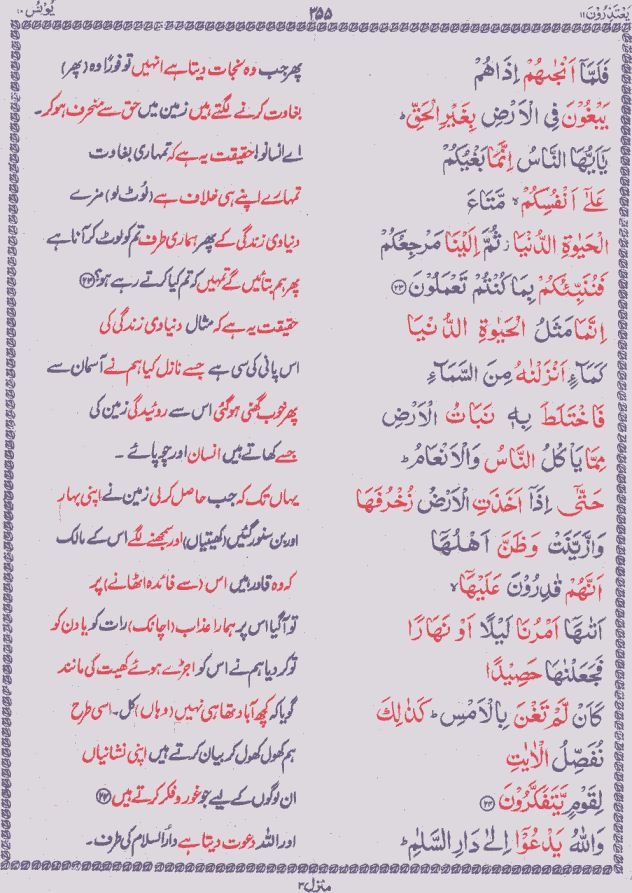 یَعْتَذِرُوْنَ ۱۱ ۳۵۵ یُوْنُسَ ۱۰
فَلَمَّاۤ اَنْجٰىهُمْ اِذَا هُمْ پھر جب وہ نجات دیتا ہے انہیں تو فوراً وہ (پھر)
یَبْغُوْنَ فِی الْاَرْضِ بِغَیْرِ الْحَقِّ ؕ بغاوت کرنے لگتے ہیں زمین میں حق سے منحرف ہو کر۔
یٰۤاَیُّهَا النَّاسُ اِنَّمَا بَغْیُكُمْ اے انسانو! حقیقت یہ ہے کہ تمہاری بغاوت
عَلٰۤی اَنْفُسِكُمْ ۙ مَّتَاعَ تمہارے اپنے ہی خلاف ہے (لُوٹ لو) مزے
الْحَیٰوةِ الدُّنْیَا ؗ ثُمَّ اِلَیْنَا مَرْجِعُكُمْ دنیاوی زندگی کے پھر ہماری طرف تم کو لوٹ کر آنا ہے
فَنُنَبِّئُكُمْ بِمَا كُنْتُمْ تَعْمَلُوْنَ ﴿۲۳﴾ پھر ہم بتائیں گے تمہیں کہ تم کیا کرتے رہے ہو؟ ﴿۲۳﴾
اِنَّمَا مَثَلُ الْحَیٰوةِ الدُّنْیَا حقیقت یہ ہے کہ مثال دنیاوی زندگی کی
كَمَآءٍ اَنْزَلْنٰهُ مِنَ السَّمَآءِ اس پانی کی سی ہے جسے نازل کیا ہم نے آسمان سے
فَاخْتَلَطَ بِهٖ نَبَاتُ الْاَرْضِ پھر خوب گھنی ہوگئی اس سے روئیدگی زمین کی
مِمَّا یَاْكُلُ النَّاسُ وَالْاَنْعَامُ ؕ جسے کھاتے ہیں انسان اور چوپائے ۔
حَتّٰۤی اِذَاۤ اَخَذَتِ الْاَرْضُ زُخْرُفَهَا یہاں تک کہ جب حاصل کرلی زمین نے اپنی بہار
وَازَّیَّنَتْ وَظَنَّ اَهْلُهَاۤ اور بن سنور گئیں (کھیتیاں) اور سمجھنے لگے اس کے مالک
اَنَّهُمْ قٰدِرُوْنَ عَلَیْهَاۤ ۙ کہ وہ قادر ہیں اس (سے فائدہ اٹھانے) پر
اَتٰىهَاۤ اَمْرُنَا لَیْلًا اَوْ نَهَارًا تو آگیا اس پر ہمارا عذاب (اچانک) رات کو یا دن کو
فَجَعَلْنٰهَا حَصِیْدًا تو کر دیا ہم نے اس کو اجڑے ہوئے کھیت کی مانند
كَاَنْ لَّمْ تَغْنَ بِالْاَمْسِ ؕ كَذٰلِكَ گویا کہ کچھ آباد تھا ہی نہیں (وہاں) کل۔ اسی طرح
نُفَصِّلُ الْاٰیٰتِ ہم کھول کھول کر بیان کرتے ہیں اپنی نشانیاں
لِقَوْمٍ یَّتَفَكَّرُوْنَ ﴿۲۴﴾ ان لوگوں کے لیے جو غور و فکر کرتے ہیں ﴿۲۴﴾
وَاللّٰهُ یَدْعُوْۤا اِلٰی دَارِ السَّلٰمِ ؕ اور اللہ دعوت دیتا ہے دارُالسلام کی طرف۔
منزل ۳